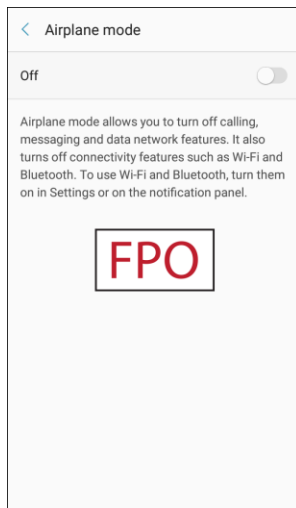 Airplane mode
Off
Airplane mode allows you to turn off calling,
messaging and data network features. It also
turns off connectivity features such as Wi-Fi and
Bluetooth. To use Wi-Fi and Bluetooth, turn them
on in Settings or on the notification panel.
FPO